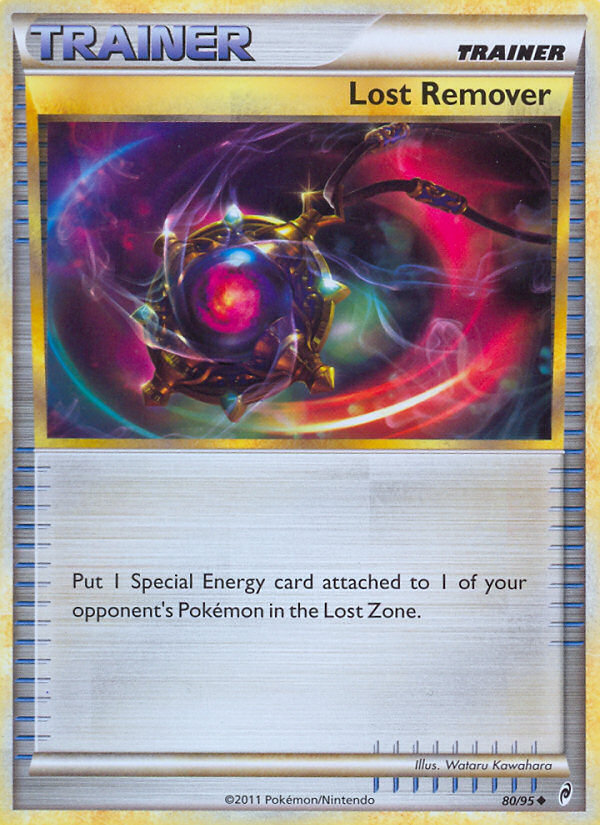 TRAINER
TRAINER
Lost Remover
Put 1 Special Energy card attached to 1 of your
opponent's Pokémon in the Lost Zone.
Illus. Wataru Kawahara
©2011 Pokémon/Nintendo
80/95